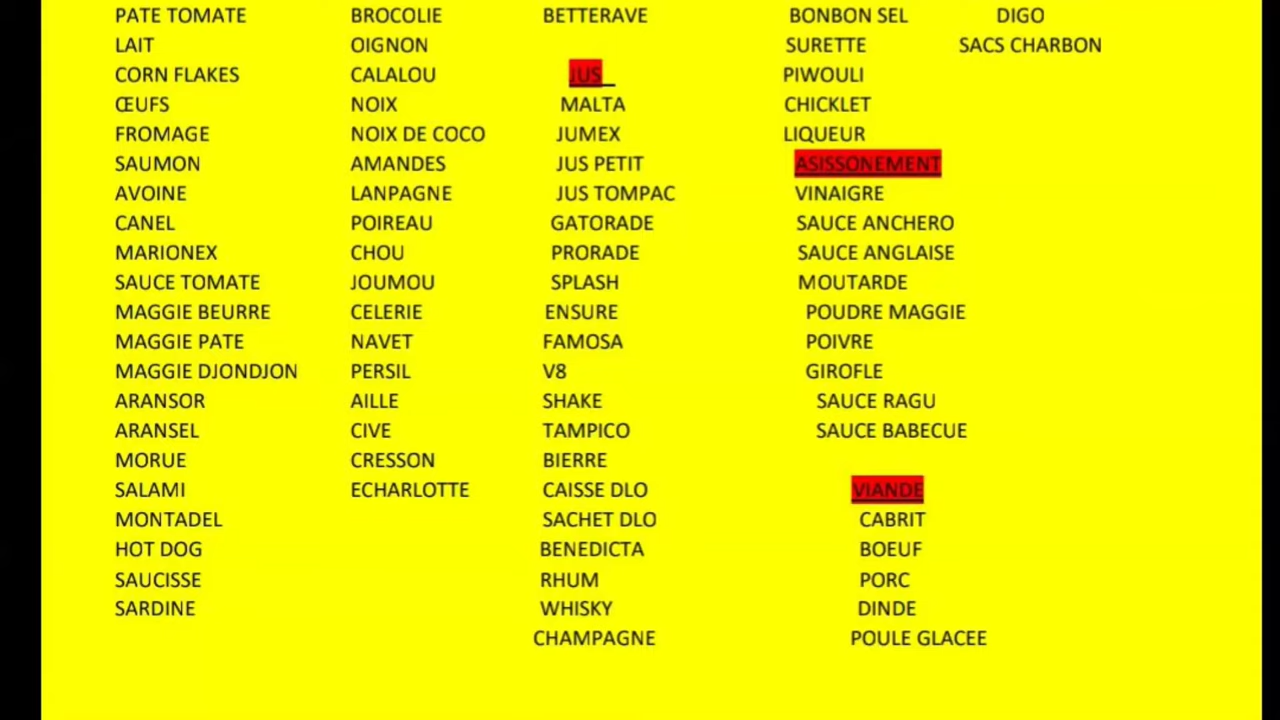 PATE TOMATE BROCOLIE BETTERAVE BONBON SEL DIGO
LAIT OIGNON SURETTE SACS CHARBON
CORN FLAKES CALALOU JUS PIWOULI
ŒUFS NOIX MALTA CHICKLET
FROMAGE NOIX DE COCO JUMEX LIQUEUR
SAUMON AMANDES JUS PETIT ASISSONEMENT
AVOINE LANPAGNE JUS TOMPAC VINAIGRE
CANEL POIREAU GATORADE SAUCE ANCHERO
MARIONEX CHOU PRORADE SAUCE ANGLAISE
SAUCE TOMATE JOUMOU SPLASH MOUTARDE
MAGGIE BEURRE CELERIE ENSURE POUDRE MAGGIE
MAGGIE PATE NAVET FAMOSA POIVRE
MAGGIE DJONDJON PERSIL V8 GIROFLE
ARANSOR AILLE SHAKE SAUCE RAGU
ARANSEL CIVE TAMPICO SAUCE BABECUE
MORUE CRESSON BIERRE
SALAMI ECHARLOTTE CAISSE DLO VIANDE
MONTADEL SACHET DLO CABRIT
HOT DOG BENEDICTA BOEUF
SAUCISSE RHUM PORC
SARDINE WHISKY DINDE
CHAMPAGNE POULE GLACEE